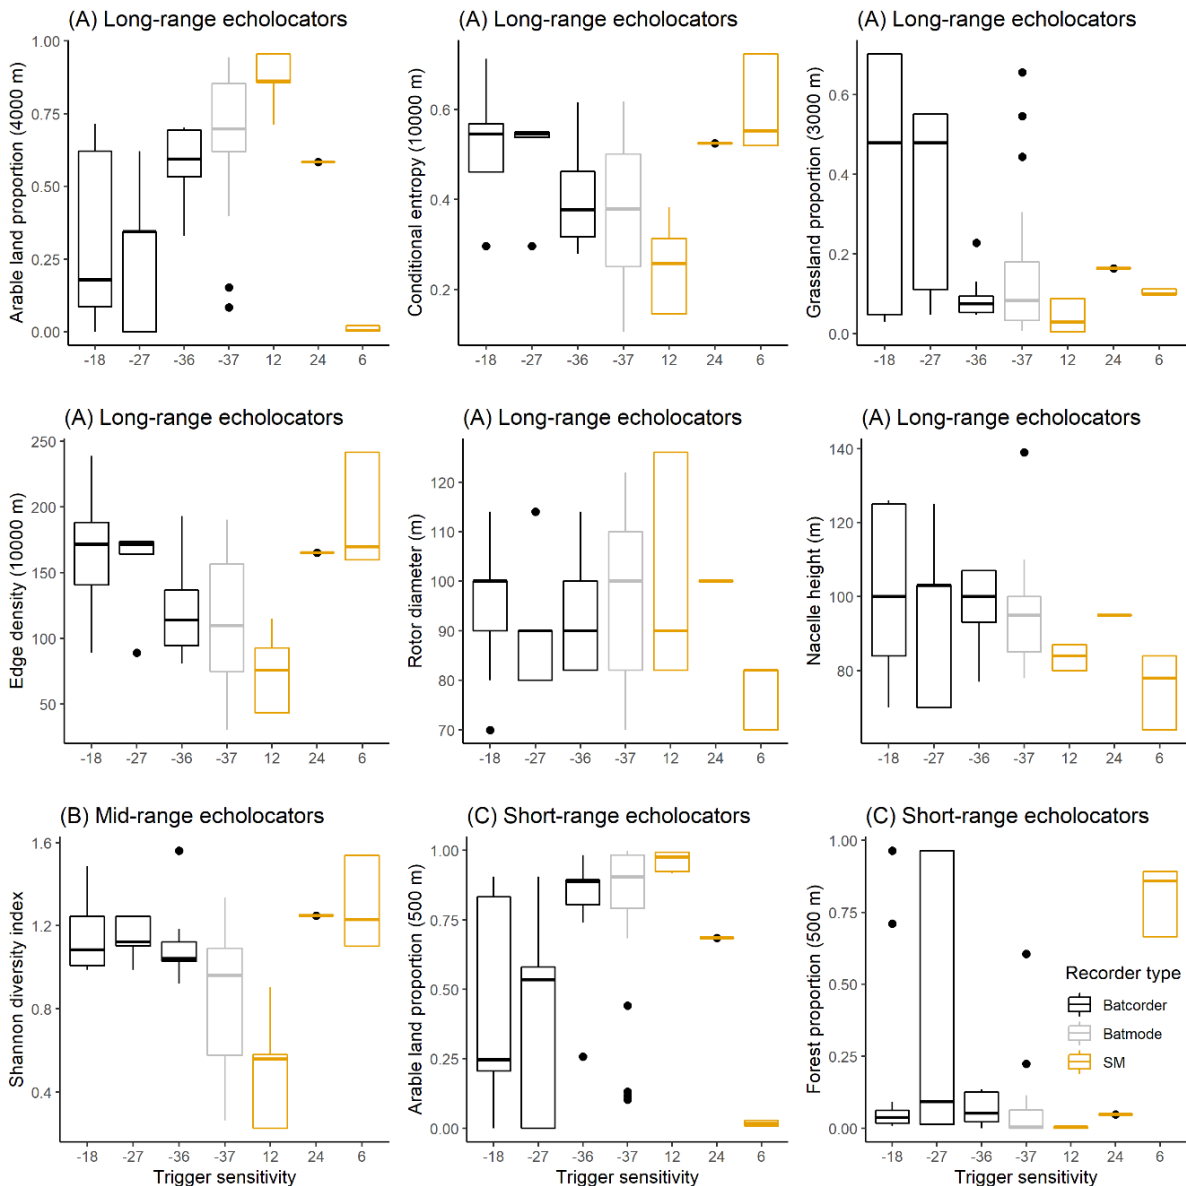 (A) Long-range echolocators
Arable land proportion (4000 m)
1.00
0.75
0.50
0.25
0.00
-18 -27 -36 -37 12 24 6
(A) Long-range echolocators
Conditional entropy (10000 m)
0.6
0.4
0.2
-18 -27 -36 -37 12 24 6
(A) Long-range echolocators
Grassland proportion (3000 m)
0.6
0.4
0.2
0.0
-18 -27 -36 -37 12 24 6
(A) Long-range echolocators
Edge density (10000 m)
250
200
150
100
50
-18 -27 -36 -37 12 24 6
(A) Long-range echolocators
Rotor diameter (m)
120
110
100
90
80
70
-18 -27 -36 -37 12 24 6
(A) Long-range echolocators
Nacelle height (m)
140
120
100
80
-18 -27 -36 -37 12 24 6
(B) Mid-range echolocators
Shannon diversity index
1.6
1.2
0.8
0.4
-18 -27 -36 -37 12 24 6
Trigger sensitivity
(C) Short-range echolocators
Arable land proportion (500 m)
1.00
0.75
0.50
0.25
0.00
-18 -27 -36 -37 12 24 6
Trigger sensitivity
(C) Short-range echolocators
Forest proportion (500 m)
1.00
0.75
0.50
0.25
0.00
-18 -27 -36 -37 12 24 6
Trigger sensitivity
Recorder type
Batcorder
Batmode
SM